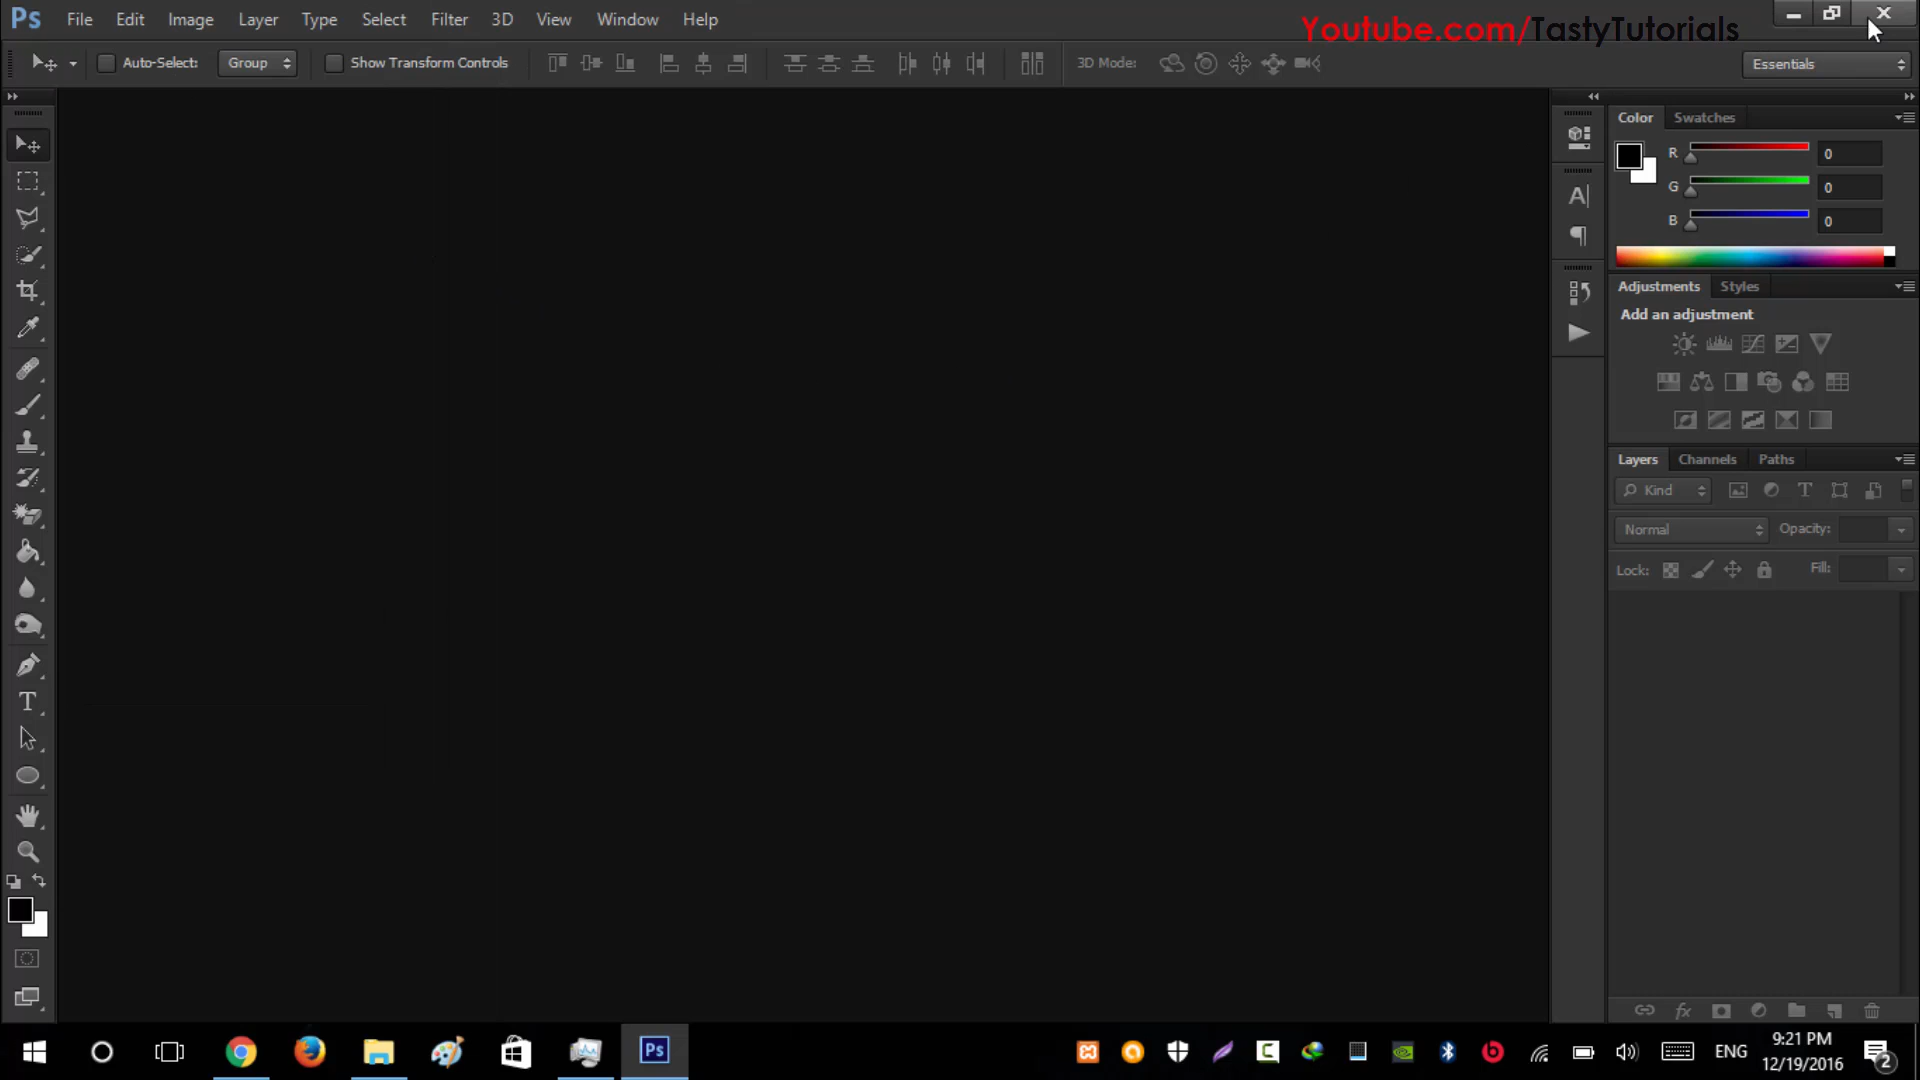 Ps File Edit Image Layer Type Select Filter 3D View Window Help
Youtube.com/TastyTutorials
Auto-Select: Group Show Transform Controls 3D Mode: Essentials
Color Swatches
R 0
G 0
B 0
Adjustments Styles
Add an adjustment
Layers Channels Paths
Kind
Normal Opacity:
Lock: Fill:
Ps
ENG
9:21 PM
12/19/2016
2